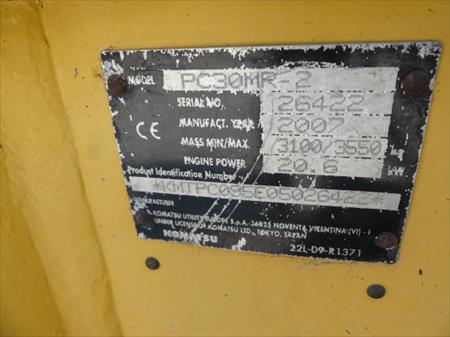 MODEL PC30MR-2
SERIAL NO. 26422
MANUFACT. YEAR 2007
CE
MASS MIN/MAX. 3100/3550 kg
ENGINE POWER 20.6 kW
Product Identification Number
*KMTPC095E05026422*
MANUFACTURER
KOMATSU UTILITY EUROPE S.p.A. -36025 NOVENTA VICENTINA (VI) - I
UNDER LICENSE OF KOMATSU LTD., TOKYO, JAPAN
KOMATSU
22L-D9-R1371